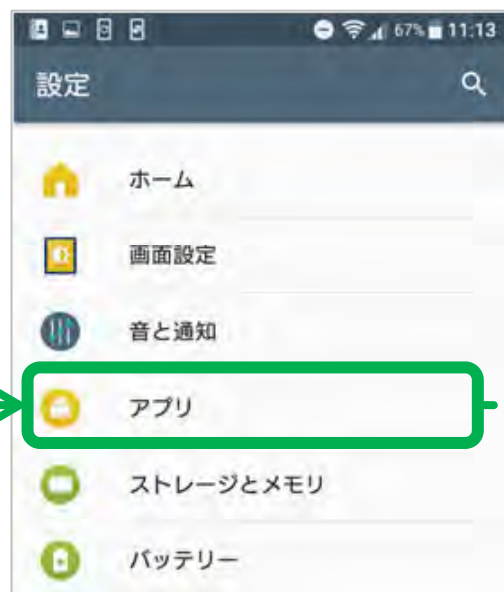 67% 11:13
設定
ホーム
画面設定
音と通知
アプリ
ストレージとメモリ
バッテリー